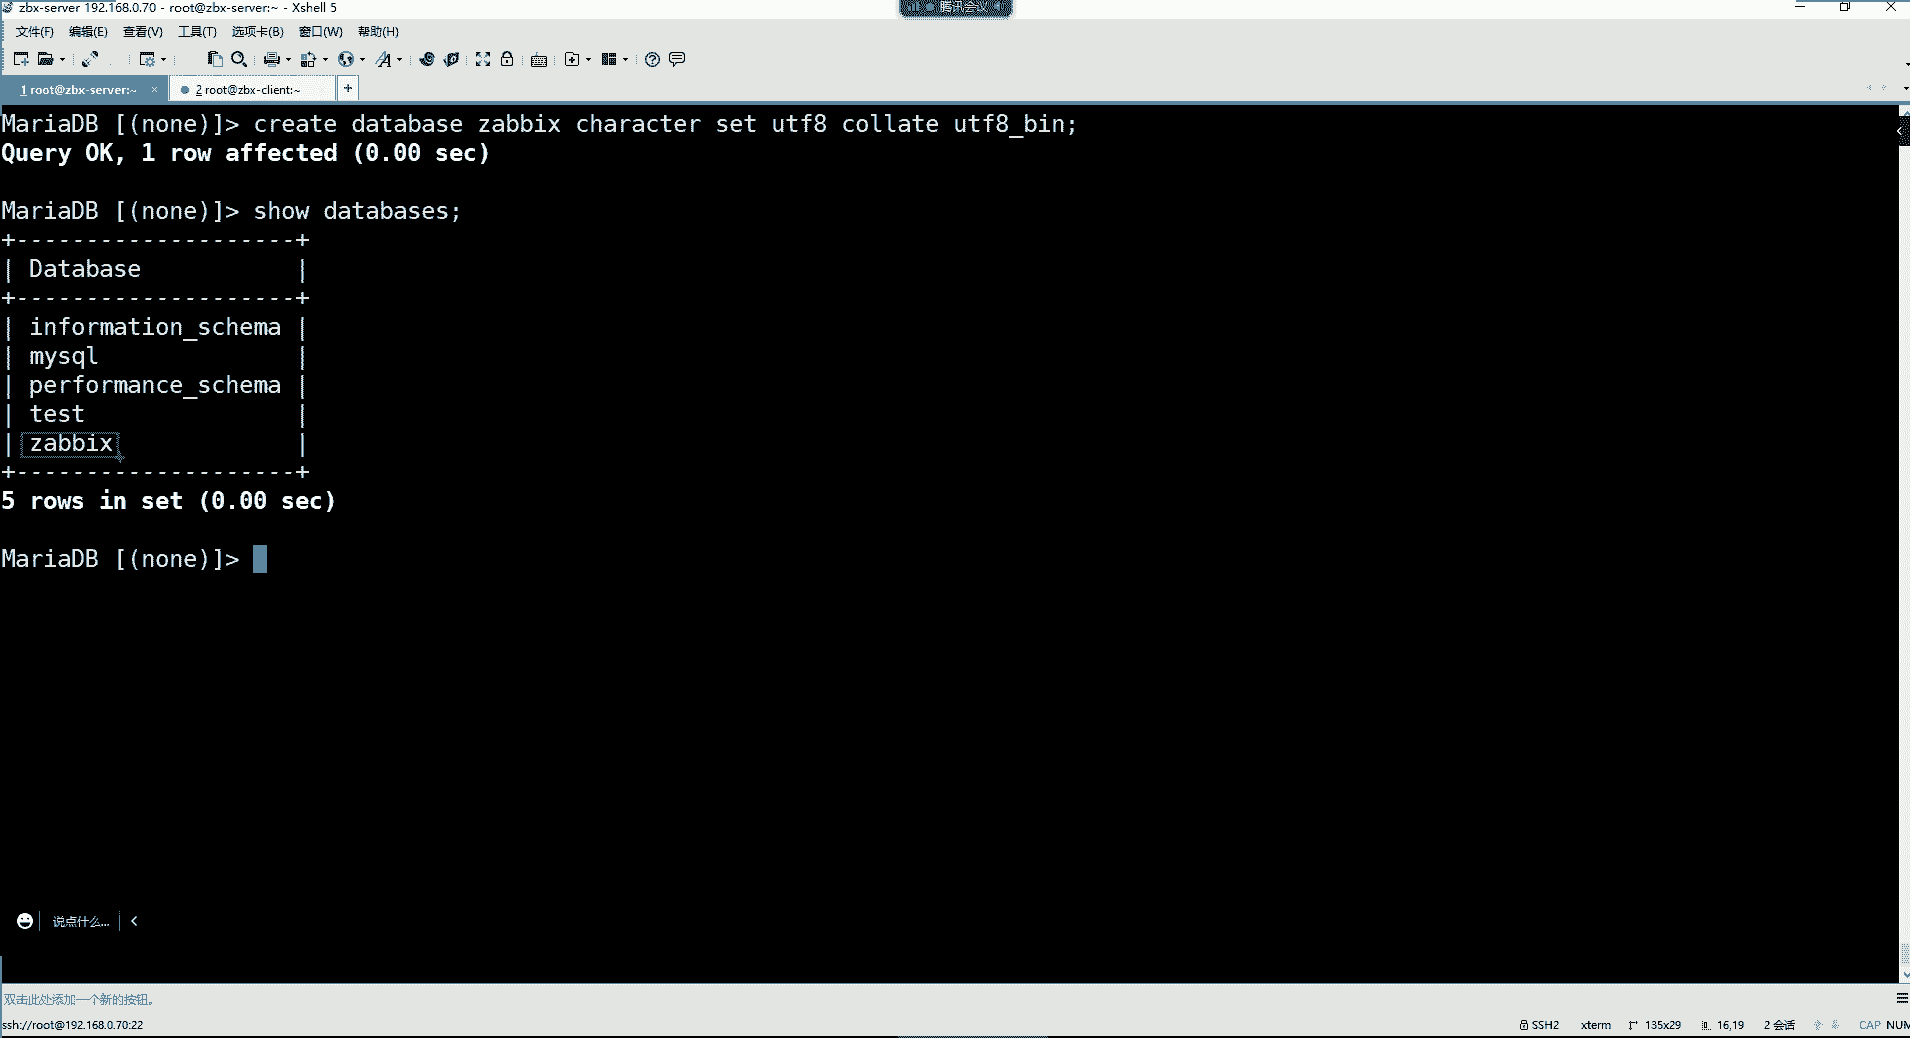 zbx-server 192.168.0.70 - root@zbx-server:~ - Xshell 5
腾讯会议
文件(F) 编辑(E) 查看(V) 工具(T) 选项卡(B) 窗口(W) 帮助(H)
1 root@zbx-server:~ × 2 root@zbx-client:~ +
MariaDB [(none)]> create database zabbix character set utf8 collate utf8_bin;
Query OK, 1 row affected (0.00 sec)
MariaDB [(none)]> show databases;
+--------------------+
| Database           |
+--------------------+
| information_schema |
| mysql              |
| performance_schema |
| test               |
| zabbix             |
+--------------------+
5 rows in set (0.00 sec)
MariaDB [(none)]>
说点什么...
双击此处添加一个新的按钮。
ssh://root@192.168.0.70:22 SSH2 xterm 135x29 16,19 2 会话 CAP NUM